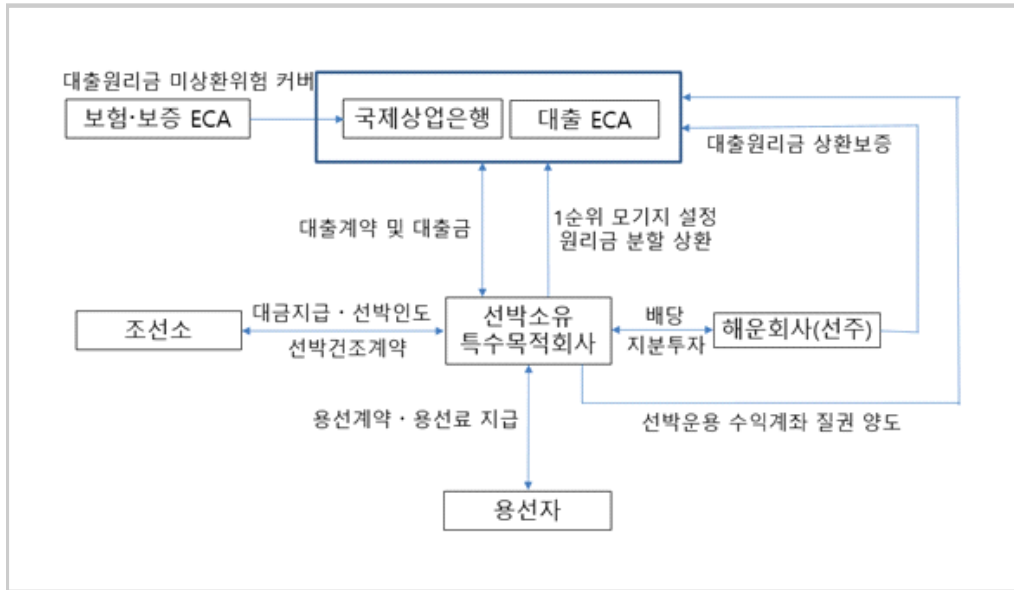 대출원리금 미상환위험 커버
보험·보증 ECA
국제상업은행
대출 ECA
대출원리금 상환보증
대출계약 및 대출금
1순위 모기지 설정
원리금 분할 상환
조선소
대금지급·선박인도
선박건조계약
선박소유
특수목적회사
배당
지분투자
해운회사(선주)
용선계약·용선료 지급
선박운용 수익계좌 질권 양도
용선자